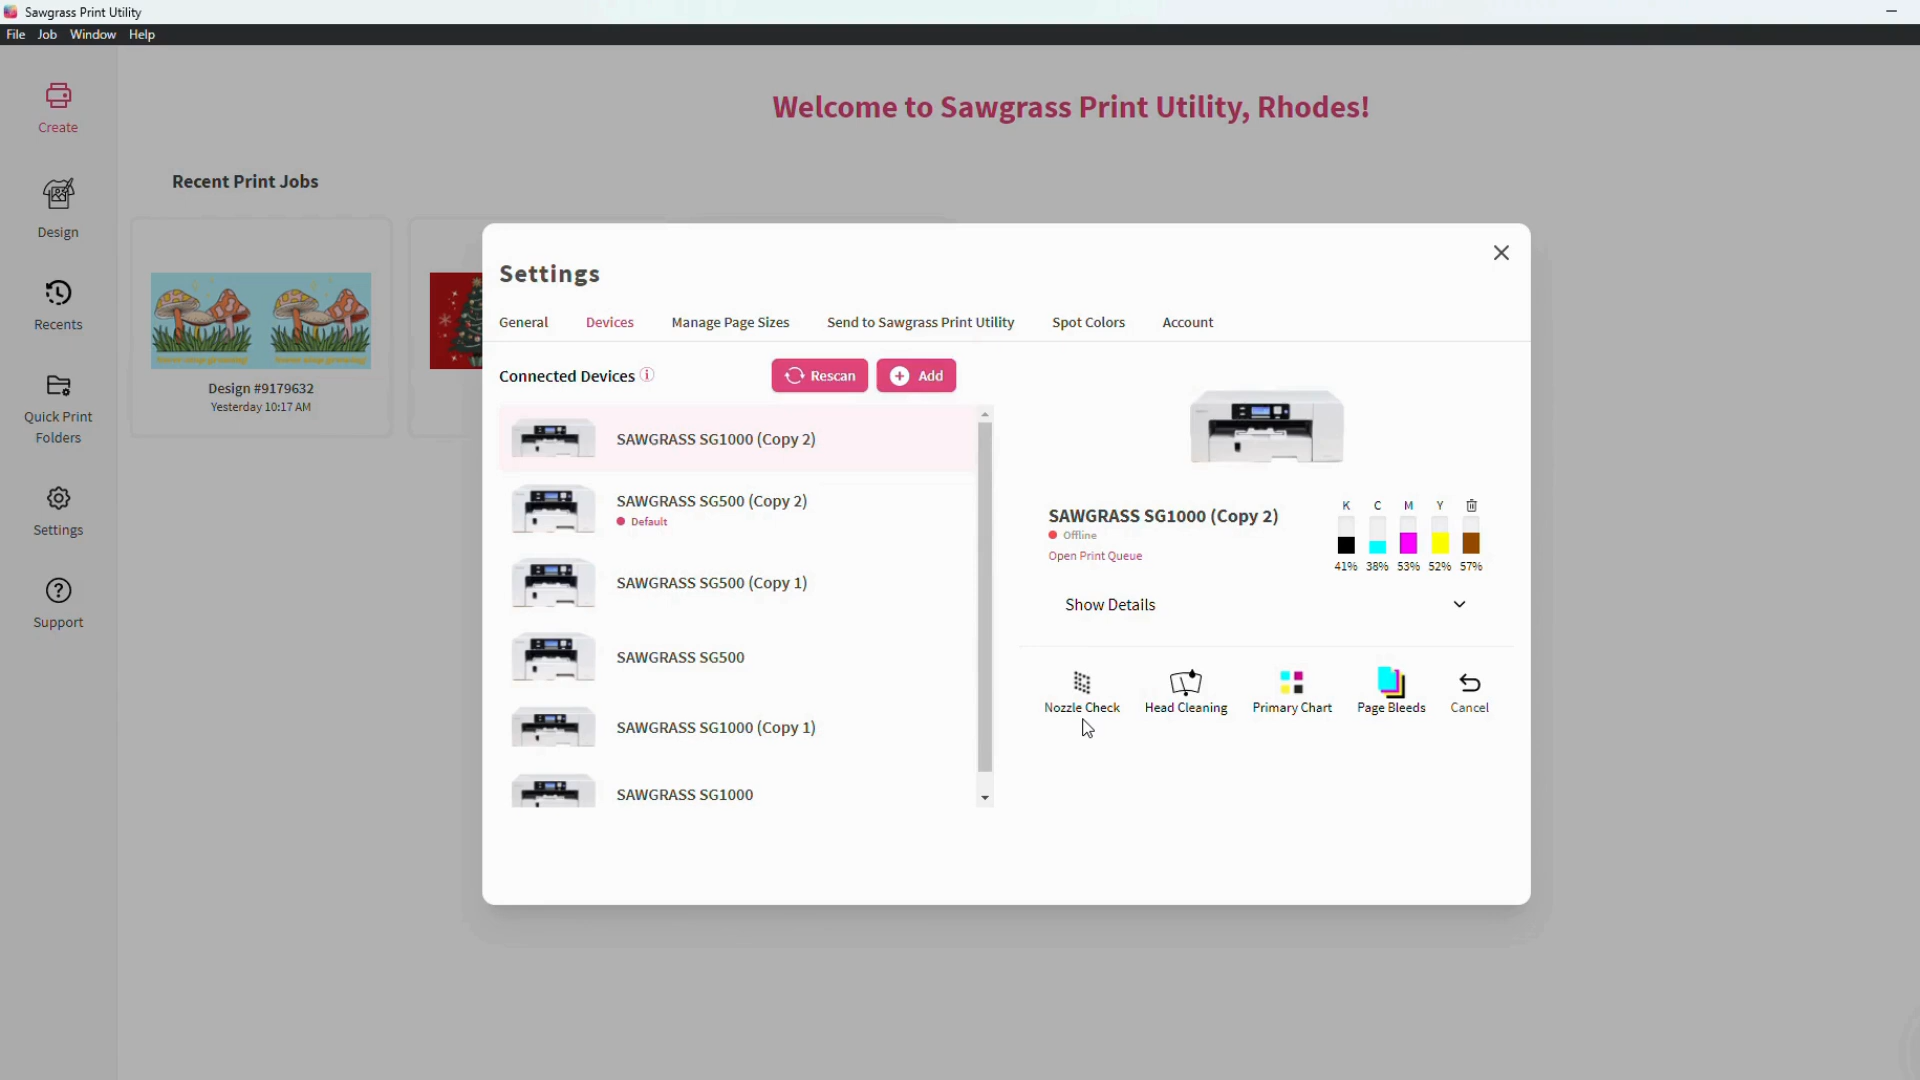 Sawgrass Print Utility
File Job Window Help
Create
Design
Recents
Quick Print
Folders
Settings
Support
Welcome to Sawgrass Print Utility, Rhodes!
Recent Print Jobs
Design #9179632
Yesterday 10:17 AM
Settings
General Devices Manage Page Sizes Send to Sawgrass Print Utility Spot Colors Account
Connected Devices
Rescan
Add
SAWGRASS SG1000 (Copy 2)
SAWGRASS SG500 (Copy 2)
Default
SAWGRASS SG500 (Copy 1)
SAWGRASS SG500
SAWGRASS SG1000 (Copy 1)
SAWGRASS SG1000
SAWGRASS SG1000 (Copy 2)
Offline
Open Print Queue
K C M Y
41% 38% 53% 52% 57%
Show Details
Nozzle Check Head Cleaning Primary Chart Page Bleeds Cancel